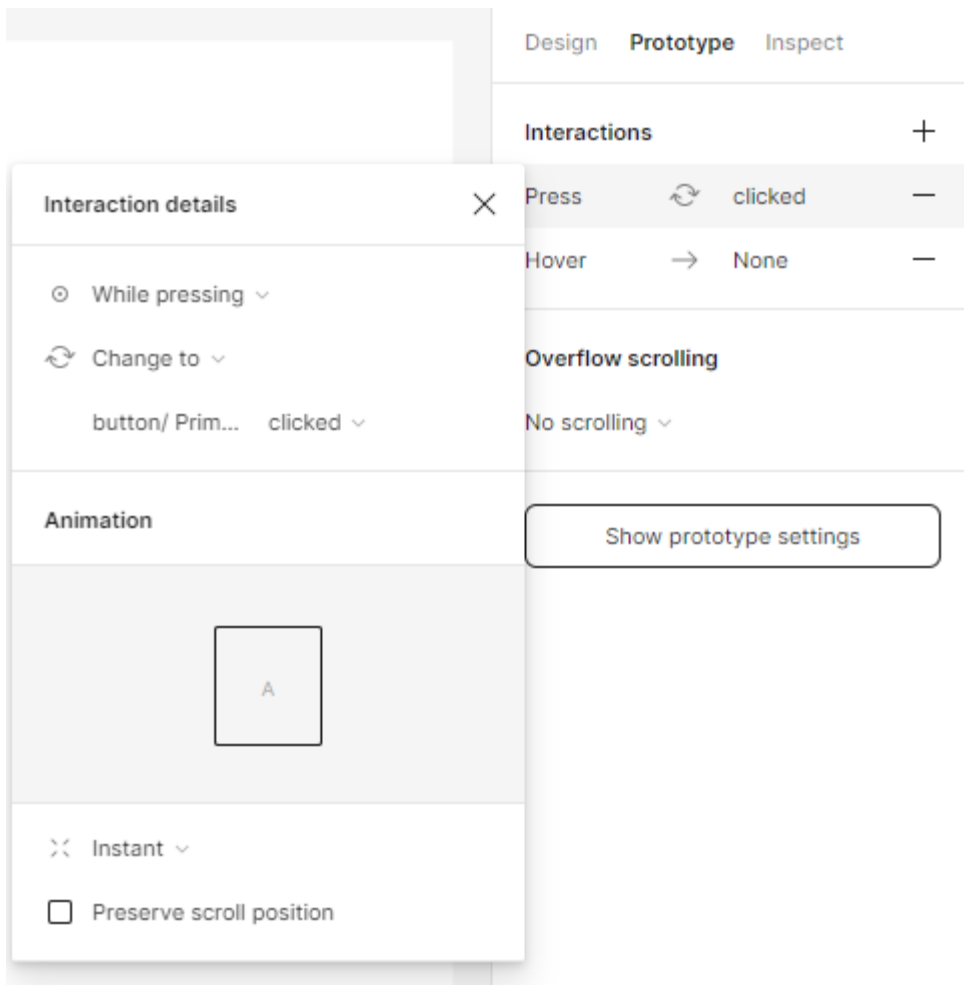 Design Prototype Inspect
Interactions
Press clicked
Hover None
Overflow scrolling
No scrolling
Show prototype settings
Interaction details
While pressing
Change to
button/ Prim... clicked
Animation
A
Instant
Preserve scroll position